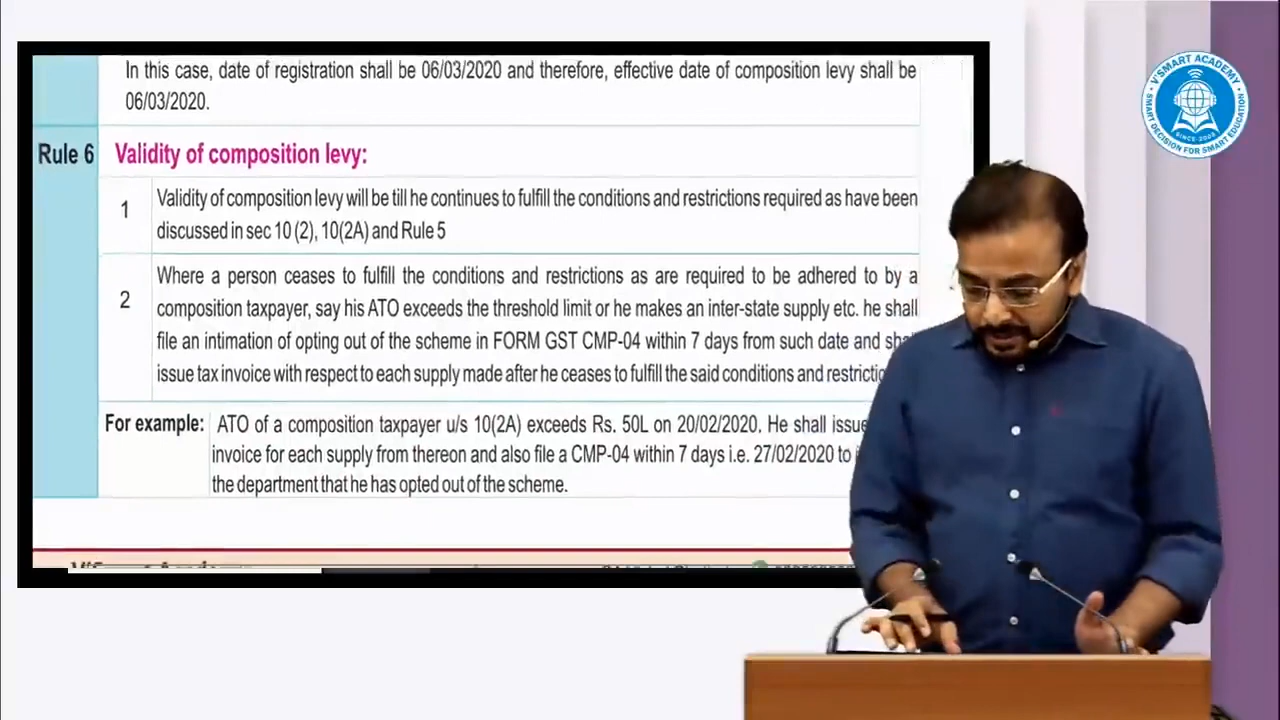 In this case, date of registration shall be 06/03/2020 and therefore, effective date of composition levy shall be
06/03/2020.
Rule 6
Validity of composition levy:
1
Validity of composition levy will be till he continues to fulfill the conditions and restrictions required as have been
discussed in sec 10 (2), 10(2A) and Rule 5
2
Where a person ceases to fulfill the conditions and restrictions as are required to be adhered to by a
composition taxpayer, say his ATO exceeds the threshold limit or he makes an inter-state supply etc. he shall
file an intimation of opting out of the scheme in FORM GST CMP-04 within 7 days from such date and
issue tax invoice with respect to each supply made after he ceases to fulfill the said conditions and
For example:
ATO of a composition taxpayer u/s 10(2A) exceeds Rs. 50L on 20/02/2020. He shall issue
invoice for each supply from thereon and also file a CMP-04 within 7 days i.e. 27/02/2020 to
the department that he has opted out of the scheme.
V'SMART ACADEMY
SMART DECISION FOR SMART EDUCATION
SINCE-2003